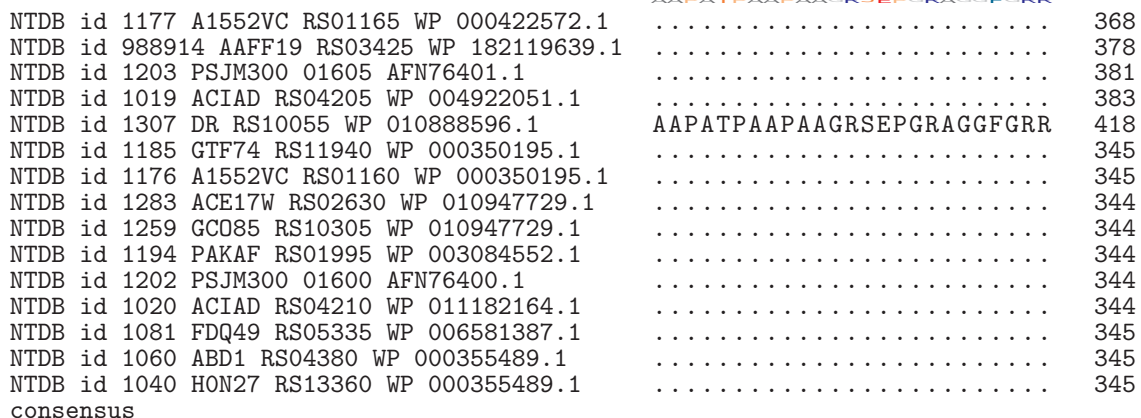 NTDB id 1177 A1552VC RS01165 WP 000422572.1 ......................... 368
NTDB id 988914 AAFF19 RS03425 WP 182119639.1 ......................... 378
NTDB id 1203 PSJM300 01605 AFN76401.1 ......................... 381
NTDB id 1019 ACIAD RS04205 WP 004922051.1 ......................... 383
NTDB id 1307 DR RS10055 WP 010888596.1 AAPATPAAPAAGRSEPGRAGGFGRR 418
NTDB id 1185 GTF74 RS11940 WP 000350195.1 ......................... 345
NTDB id 1176 A1552VC RS01160 WP 000350195.1 ......................... 345
NTDB id 1283 ACE17W RS02630 WP 010947729.1 ......................... 344
NTDB id 1259 GCO85 RS10305 WP 010947729.1 ......................... 344
NTDB id 1194 PAKAF RS01995 WP 003084552.1 ......................... 344
NTDB id 1202 PSJM300 01600 AFN76400.1 ......................... 344
NTDB id 1020 ACIAD RS04210 WP 011182164.1 ......................... 344
NTDB id 1081 FDQ49 RS05335 WP 006581387.1 ......................... 345
NTDB id 1060 ABD1 RS04380 WP 000355489.1 ......................... 345
NTDB id 1040 HON27 RS13360 WP 000355489.1 ......................... 345
consensus